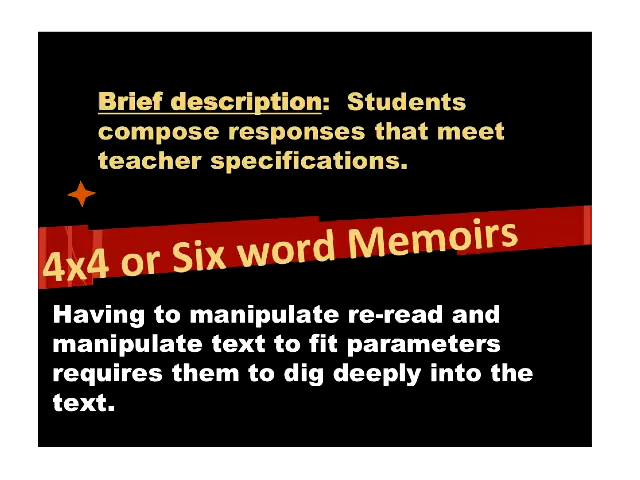 Brief description: Students
compose responses that meet
teacher specifications.
4x4 or Six word Memoirs
Having to manipulate re-read and
manipulate text to fit parameters
requires them to dig deeply into the
text.